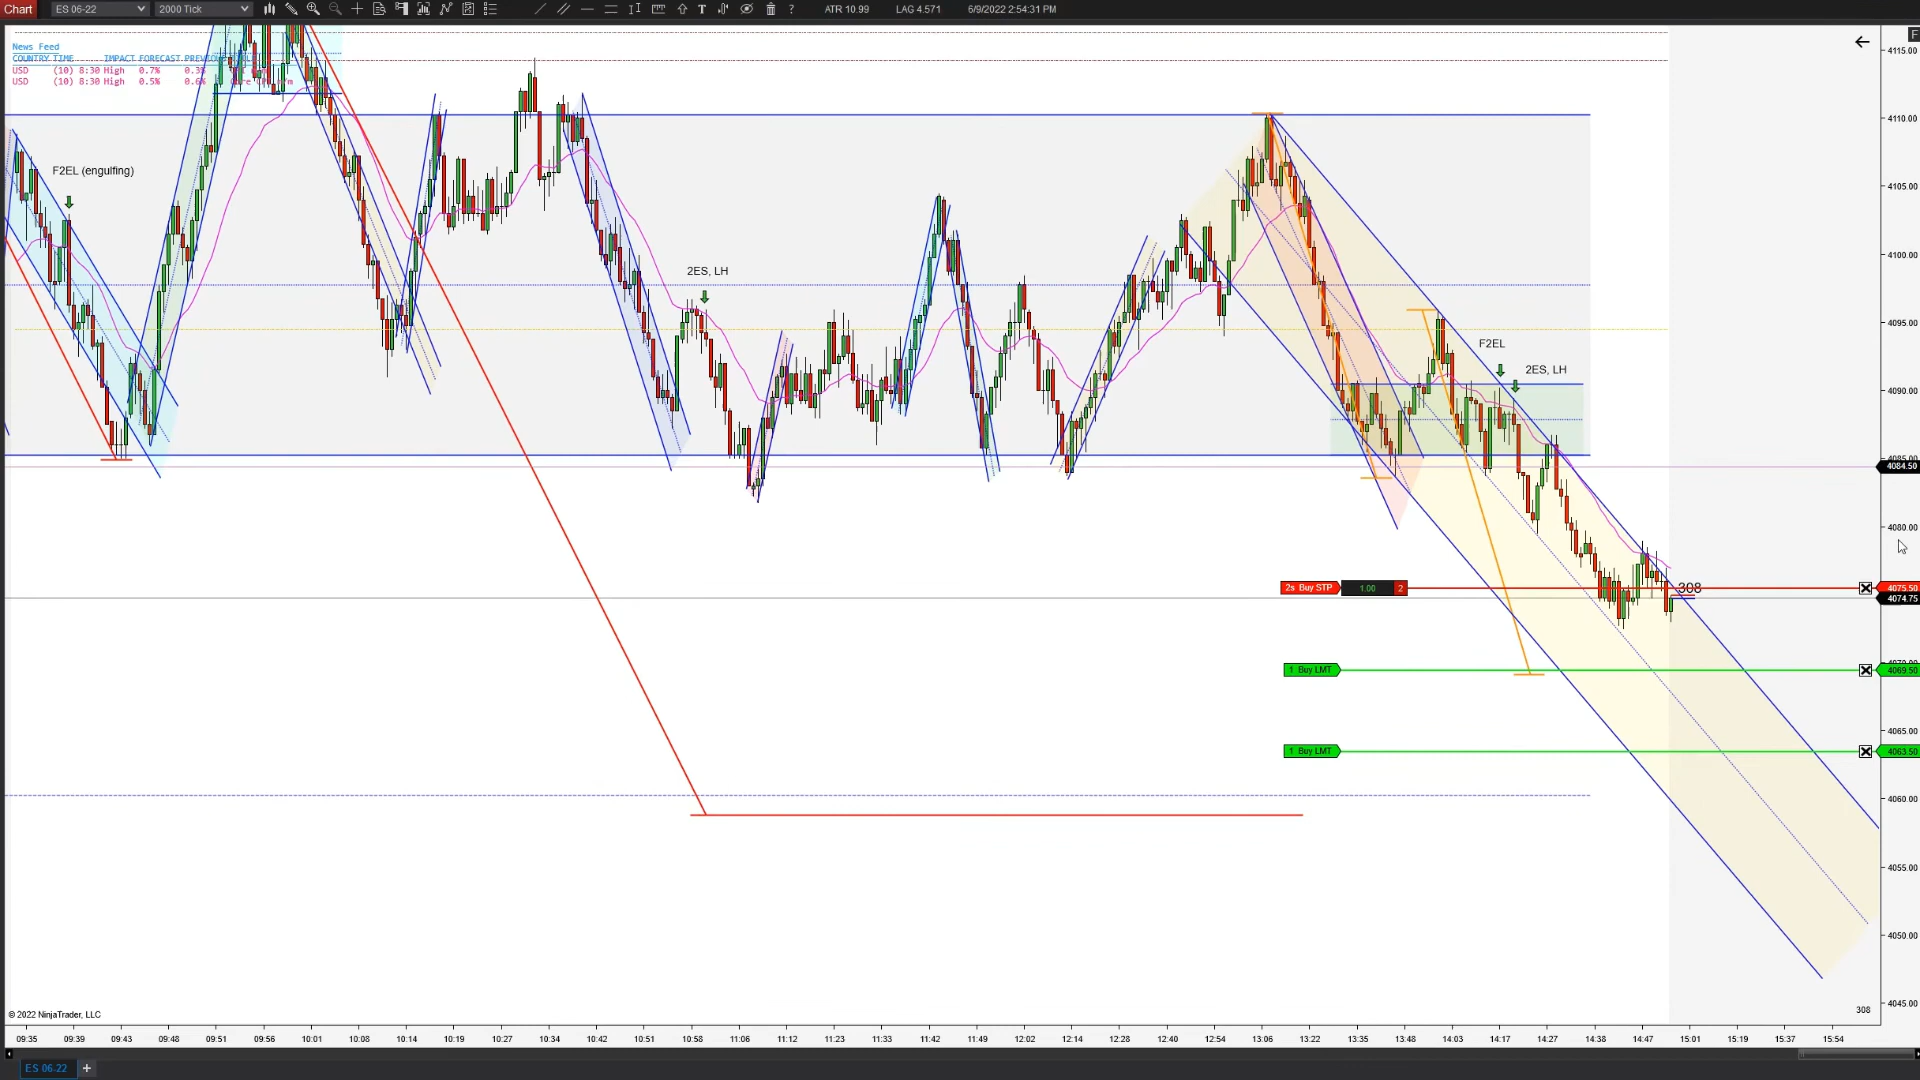 Chart ES 06-22 2000 Tick ? ATR 10.99 LAG 4.571 6/9/2022 2:54:31 PM
F
News Feed
COUNTRY TIME IMPACT FORECAST
USD (10) 8:30 High 0.7% 0.3%
USD (10) 8:30 High 0.5% 0.6%
4115.00
4110.00
F2EL (engulfing)
4105.00
4100.00
2ES, LH
4095.00
F2EL
2ES, LH
4090.00
4084.50
4080.00
2s Buy STP 1.00 2 308 4075.50
4074.75
1 Buy LMT 4069.50
4065.00
1 Buy LMT 4063.50
4060.00
4055.00
4050.00
4045.00
© 2022 NinjaTrader, LLC 308
09:35 09:39 09:43 09:48 09:51 09:56 10:01 10:08 10:14 10:19 10:27 10:34 10:42 10:51 10:58 11:06 11:12 11:23 11:33 11:42 11:49 12:02 12:14 12:28 12:40 12:54 13:06 13:22 13:35 13:48 14:03 14:17 14:27 14:38 14:47 15:01 15:19 15:37 15:54
ES 06.22 +